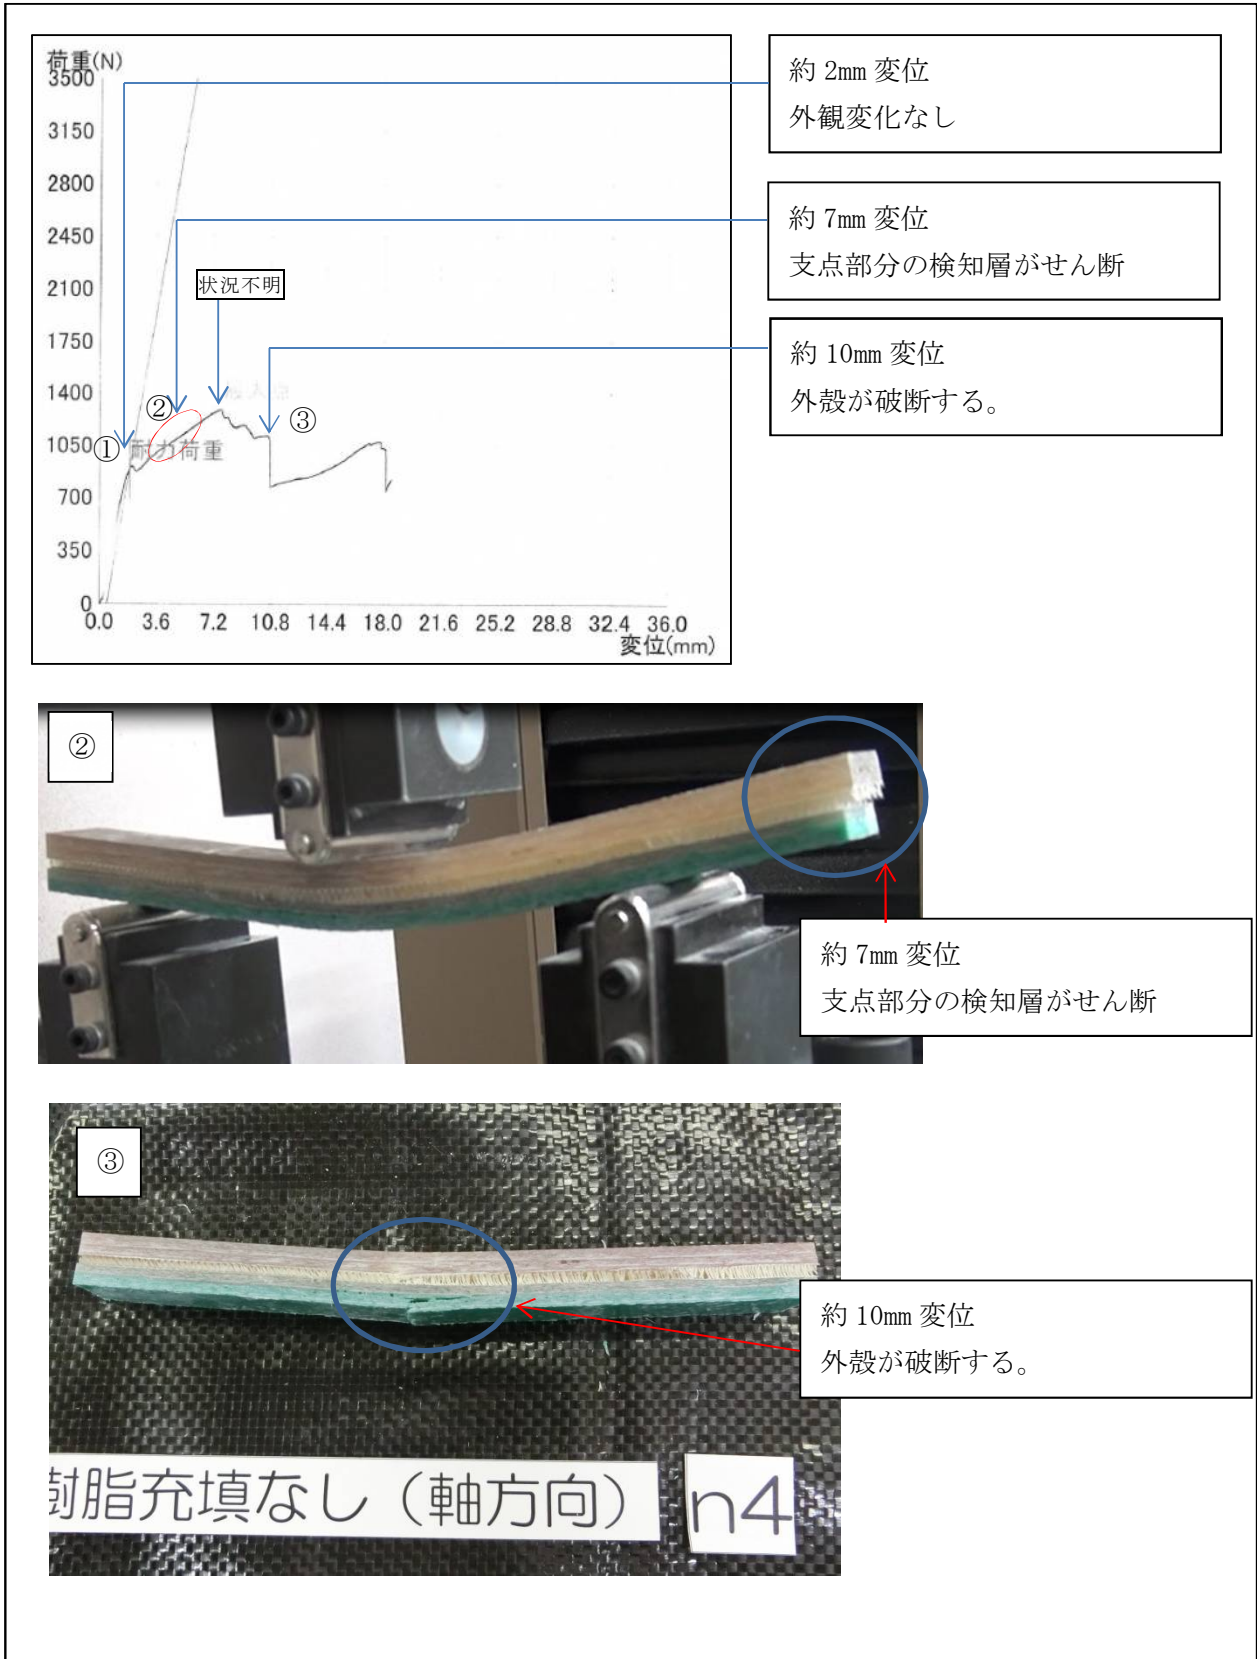 荷重(N)
3500
3150
2800
2450
2100
1750
1400
1050
700
350
0
0.0 3.6 7.2 10.8 14.4 18.0 21.6 25.2 28.8 32.4 36.0
変位(mm)
状況不明
①
②
③
耐力荷重
約 2mm 変位
外観変化なし
約 7mm 変位
支点部分の検知層がせん断
約 10mm 変位
外殻が破断する。
②
約 7mm 変位
支点部分の検知層がせん断
③
約 10mm 変位
外殻が破断する。
樹脂充填なし（軸方向）
n4